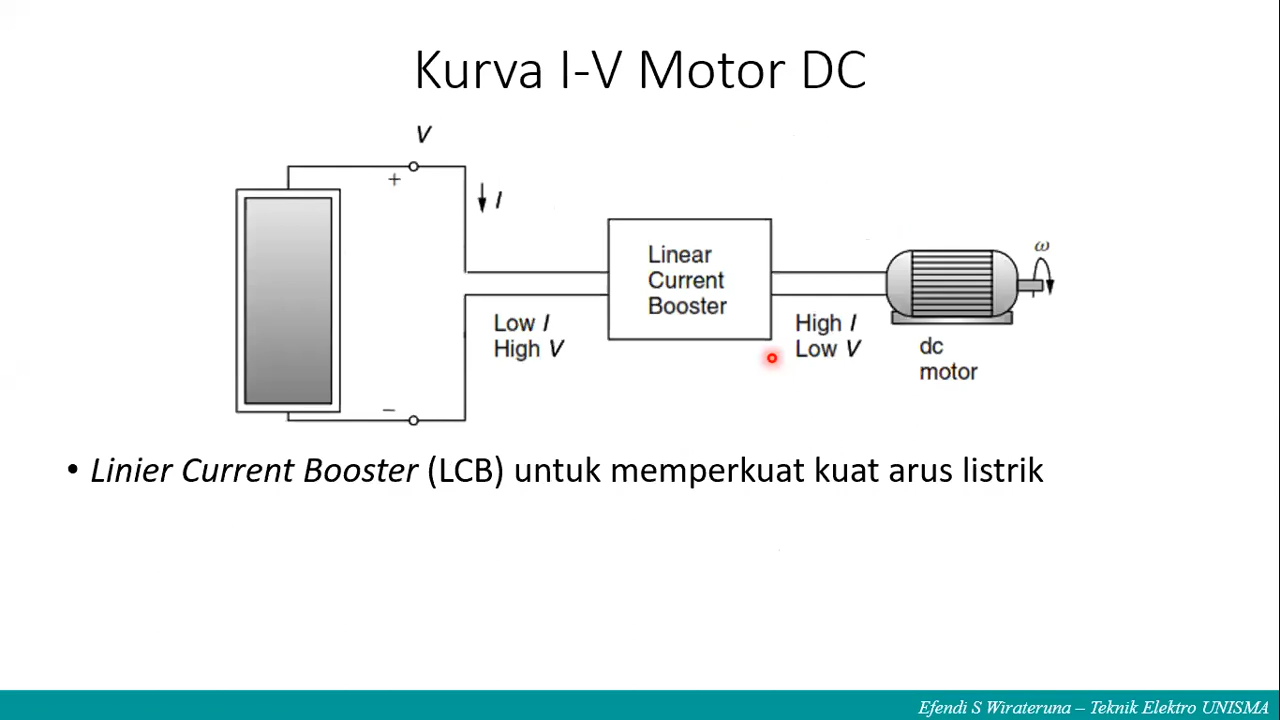 Kurva I-V Motor DC
V
+
I
Linear
Current
Booster
ω
Low I
High V
High I
Low V
dc
motor
–
• Linier Current Booster (LCB) untuk memperkuat kuat arus listrik
Efendi S Wirateruna – Teknik Elektro UNISMA